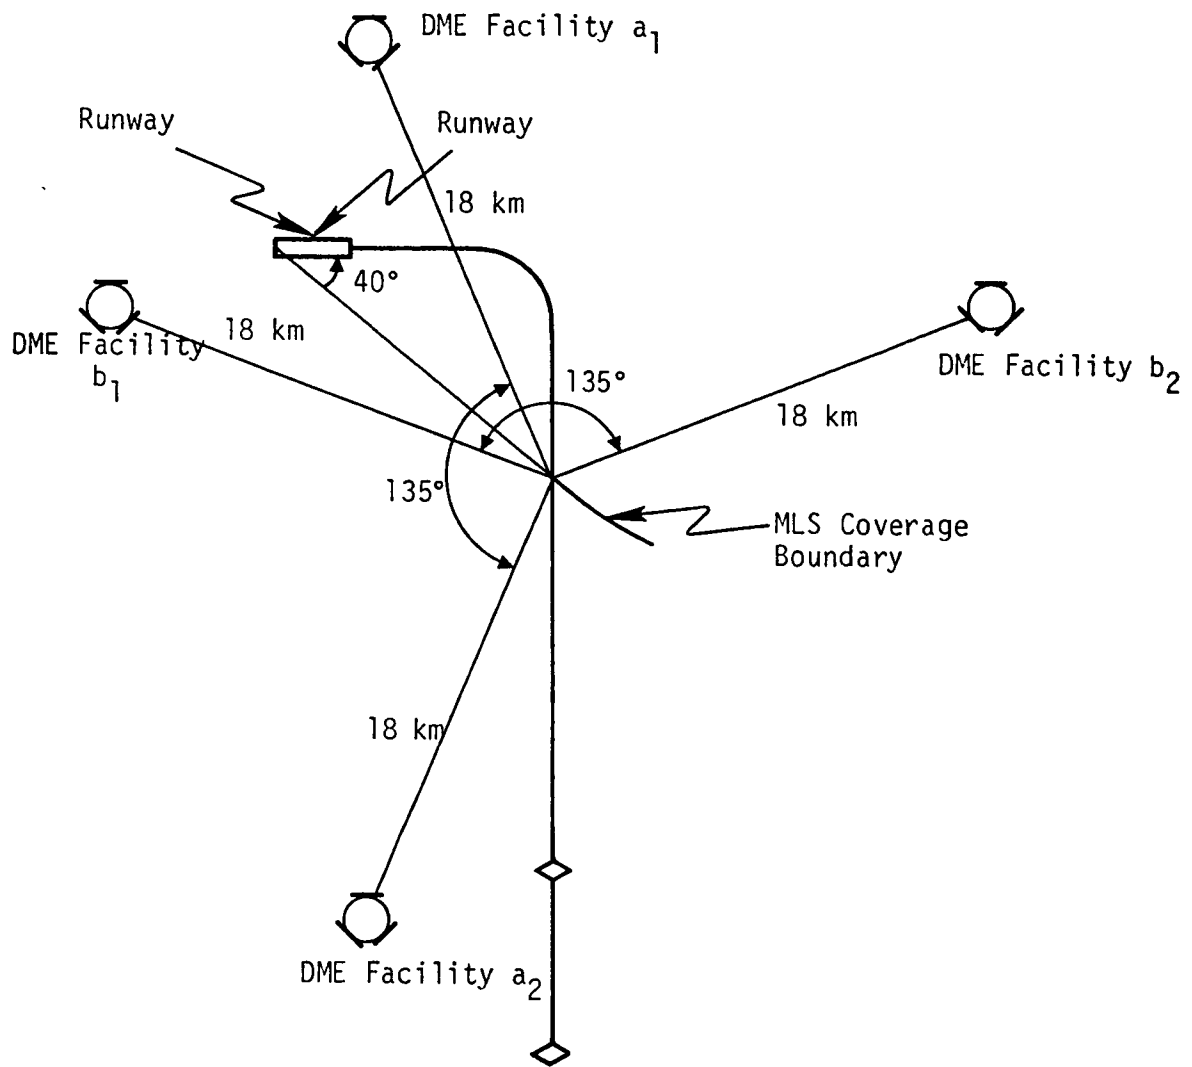 DME Facility a1
Runway
Runway
18 km
40°
18 km
DME Facility
b1
135°
DME Facility b2
18 km
135°
MLS Coverage
Boundary
18 km
DME Facility a2